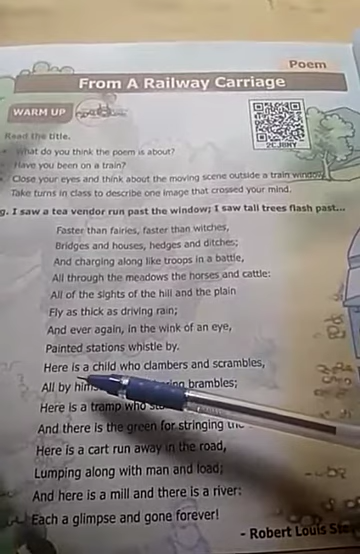 Poem
From A Railway Carriage
WARM UP
2CJ8MY
Read the title.
What do you think the poem is about?
Have you been on a train?
Close your eyes and think about the moving scene outside a train window.
Take turns in class to describe one image that crossed your mind.
g. I saw a tea vendor run past the window; I saw tall trees flash past...
Faster than fairies, faster than witches,
Bridges and houses, hedges and ditches;
And charging along like troops in a battle,
All through the meadows the horses and cattle:
All of the sights of the hill and the plain
Fly as thick as driving rain;
And ever again, in the wink of an eye,
Painted stations whistle by.
Here is a child who clambers and scrambles,
All by brambles;
Here is a tramp who
And there is the green for stringing
Here is a cart run away in the road,
Lumping along with man and load;
And here is a mill and there is a river:
Each a glimpse and gone forever!
- Robert Louis